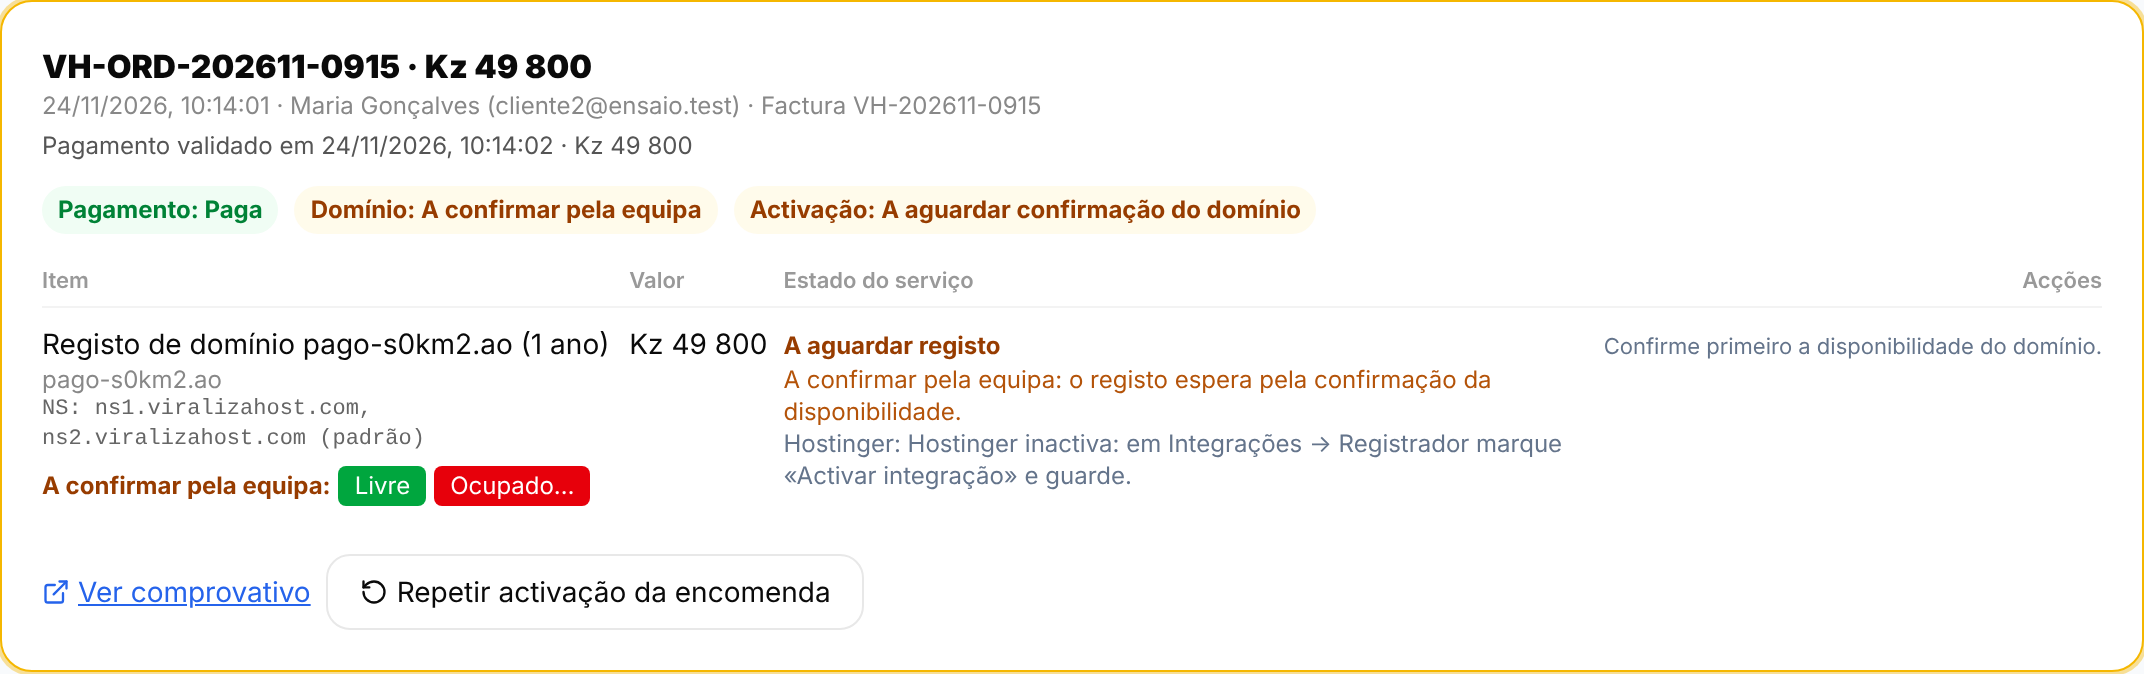 VH-ORD-202611-0915 · Kz 49 800
24/11/2026, 10:14:01 · Maria Gonçalves (cliente2@ensaio.test) · Factura VH-202611-0915
Pagamento validado em 24/11/2026, 10:14:02 · Kz 49 800
Pagamento: Paga
Domínio: A confirmar pela equipa
Activação: A aguardar confirmação do domínio
Item
Valor
Estado do serviço
Acções
Registo de domínio pago-s0km2.ao (1 ano)
pago-s0km2.ao
NS: ns1.viralizahost.com,
ns2.viralizahost.com (padrão)
A confirmar pela equipa:
Livre
Ocupado...
Kz 49 800
A aguardar registo
A confirmar pela equipa: o registo espera pela confirmação da
disponibilidade.
Hostinger: Hostinger inactiva: em Integrações → Registrador marque
«Activar integração» e guarde.
Confirme primeiro a disponibilidade do domínio.
Ver comprovativo
Repetir activação da encomenda